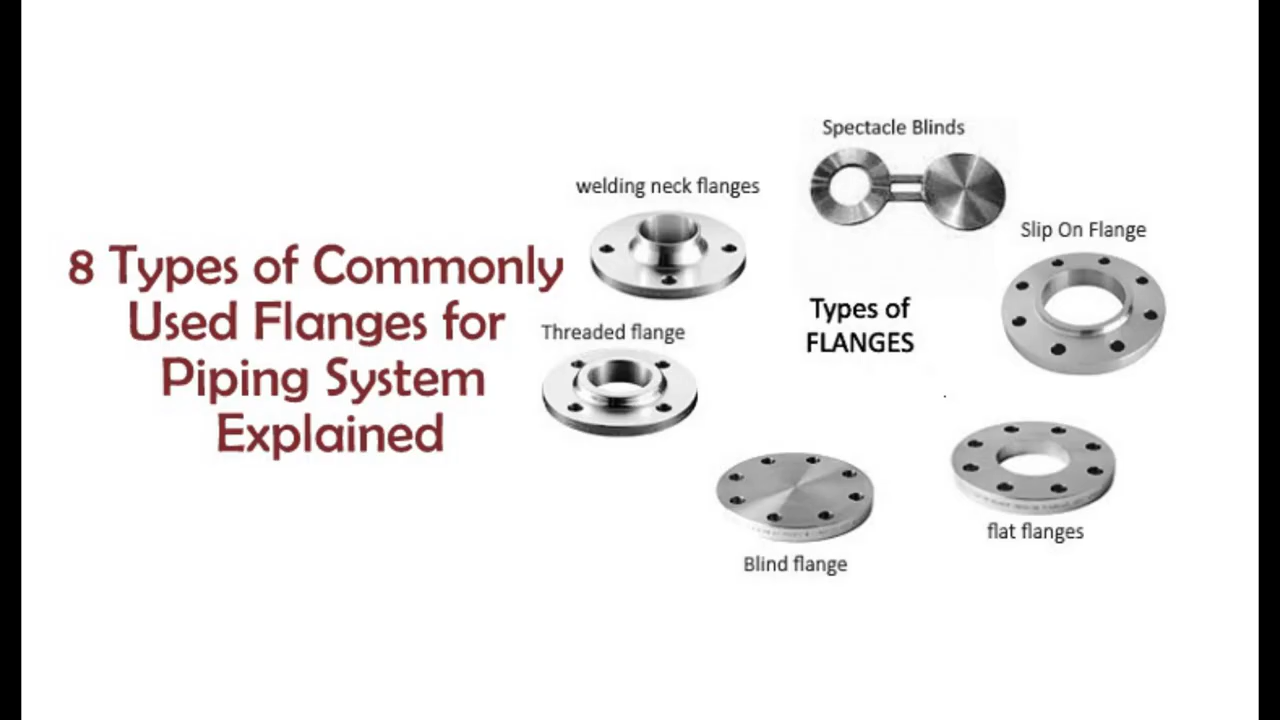 8 Types of Commonly
Used Flanges for
Piping System
Explained
Spectacle Blinds
welding neck flanges
Slip On Flange
Types of
FLANGES
Threaded flange
flat flanges
Blind flange